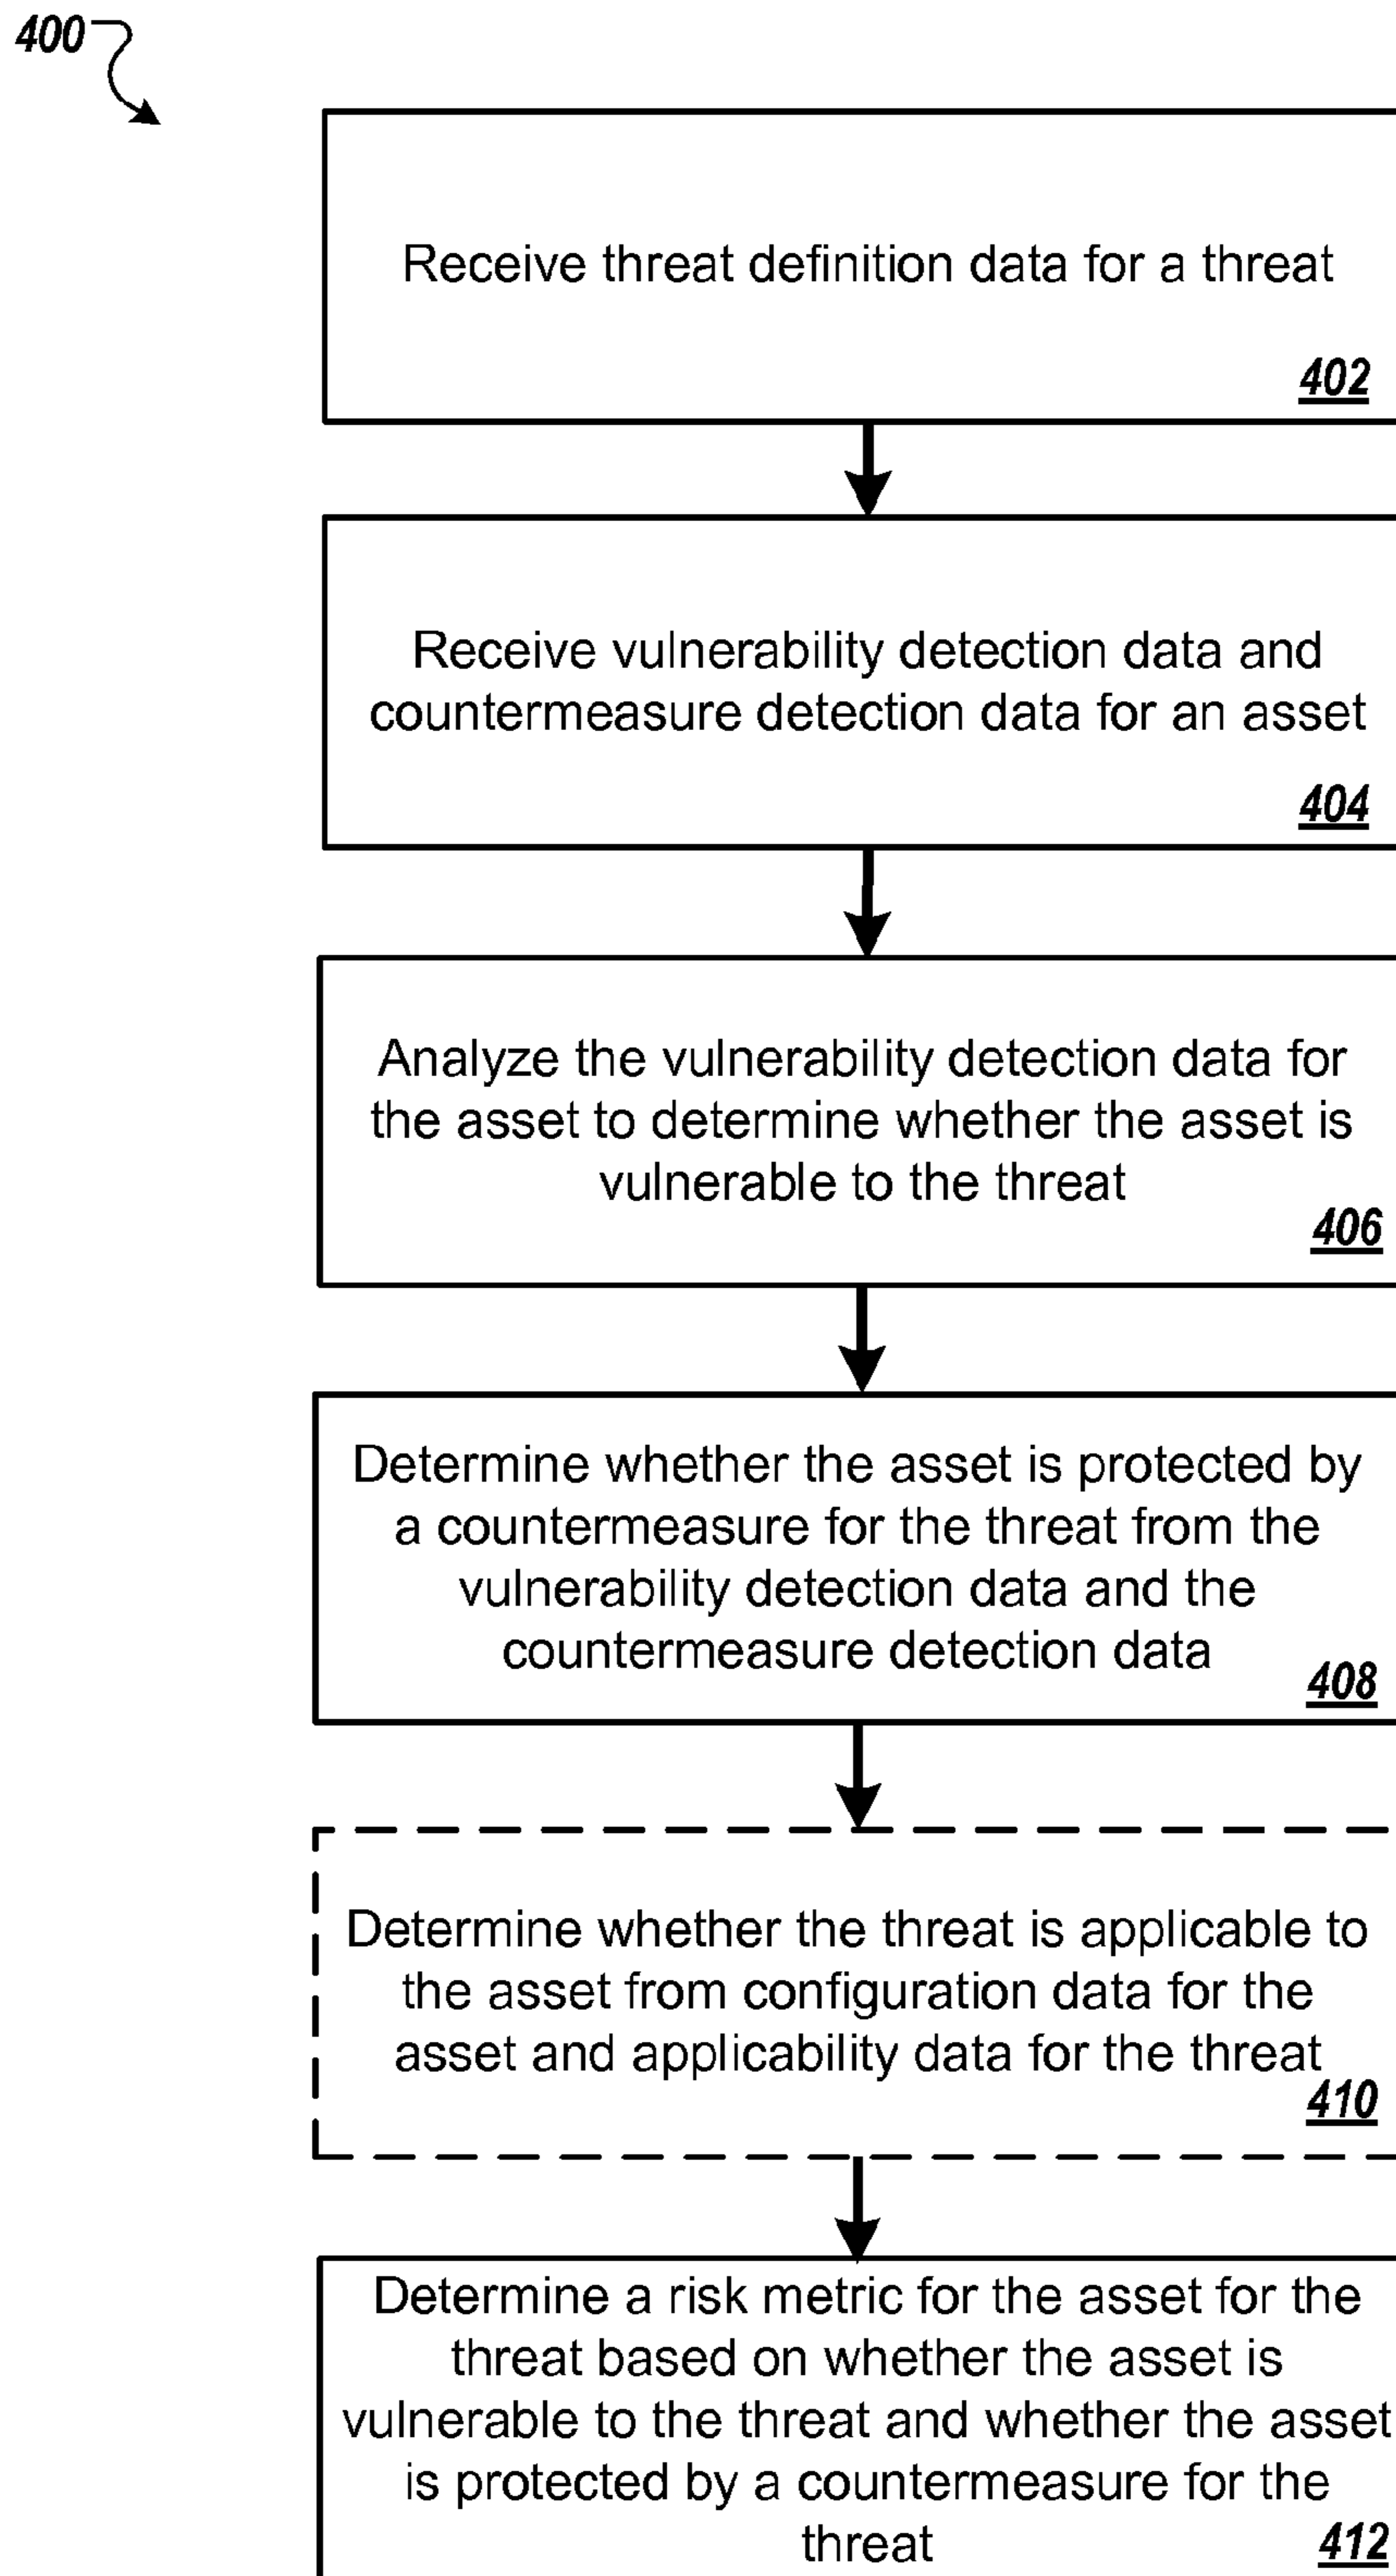 400
Receive threat definition data for a threat
402
Receive vulnerability detection data and
countermeasure detection data for an asset
404
Analyze the vulnerability detection data for
the asset to determine whether the asset is
vulnerable to the threat
406
Determine whether the asset is protected by
a countermeasure for the threat from the
vulnerability detection data and the
countermeasure detection data
408
Determine whether the threat is applicable to
the asset from configuration data for the
asset and applicability data for the threat
410
Determine a risk metric for the asset for the
threat based on whether the asset is
vulnerable to the threat and whether the asset
is protected by a countermeasure for the
threat
412